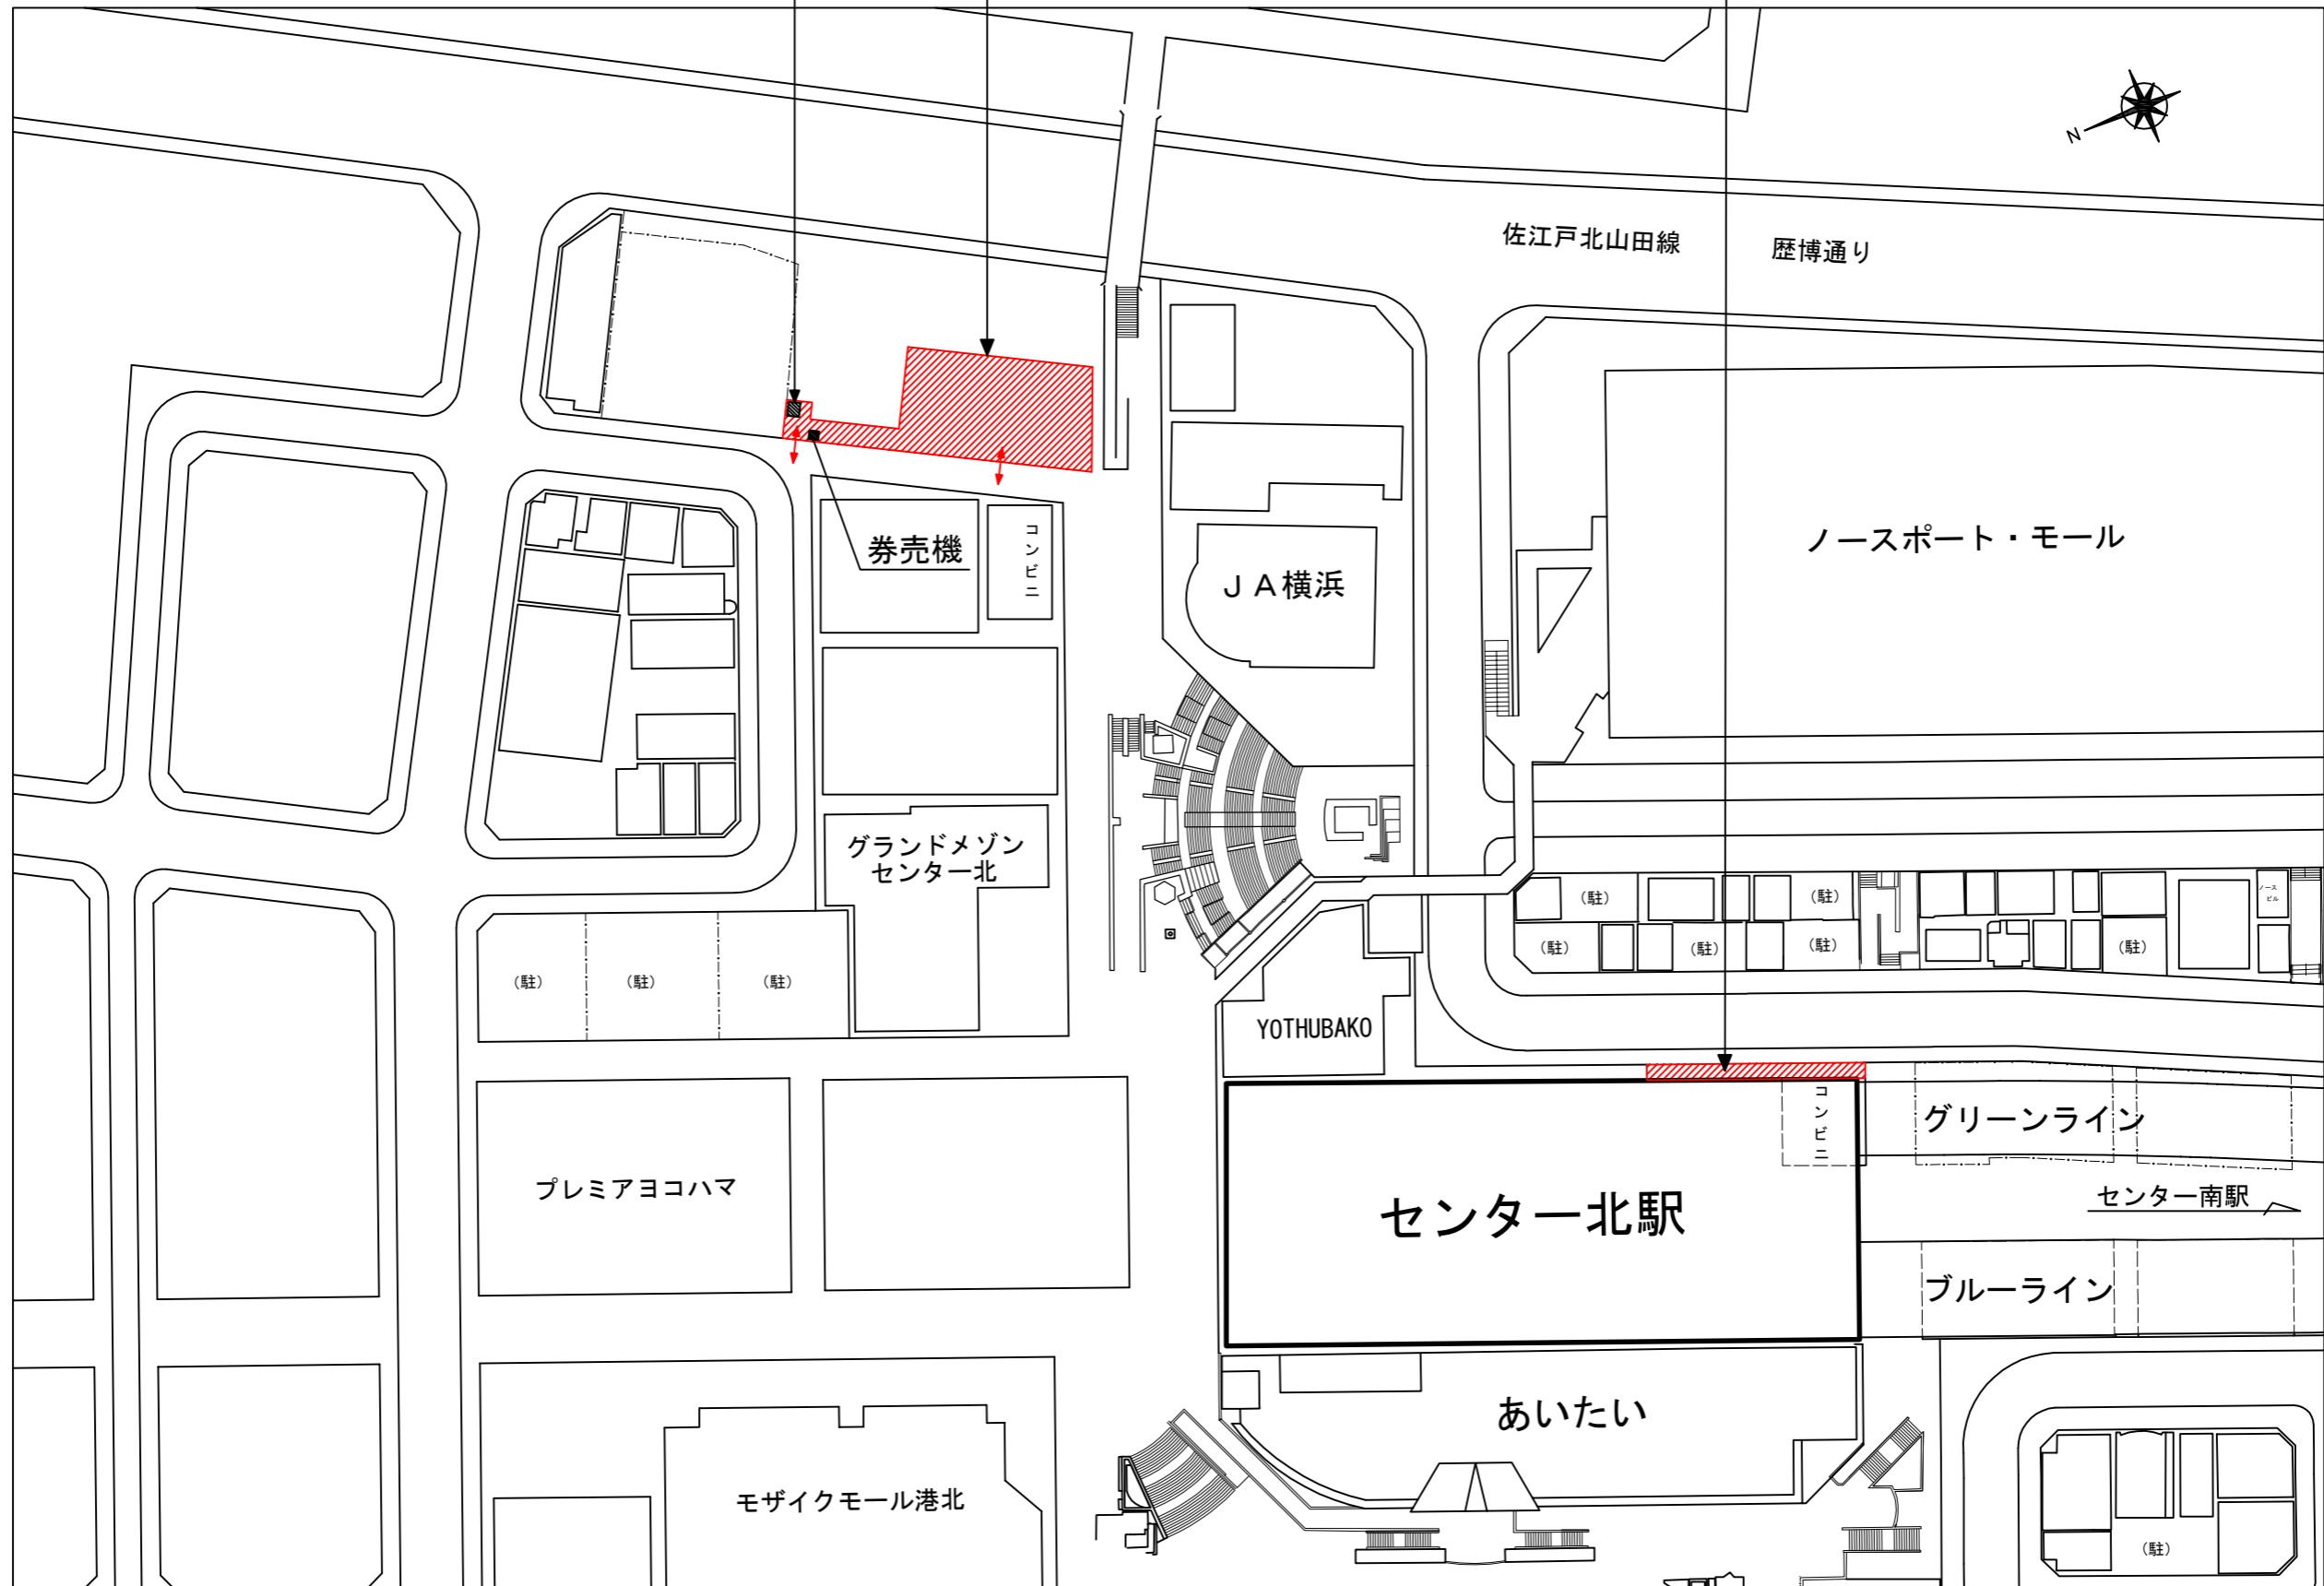 N
佐江戸北山田線
歴博通り
券売機
コンビニ
ノースポート・モール
ＪＡ横浜
グランドメゾン
センター北
(駐)
(駐)
(駐)
(駐)
(駐)
(駐)
(駐)
(駐)
(駐)
ノース
ビル
YOTHUBAKO
コンビニ
グリーンライン
プレミアヨコハマ
センター北駅
センター南駅
ブルーライン
あいたい
モザイクモール港北
(駐)